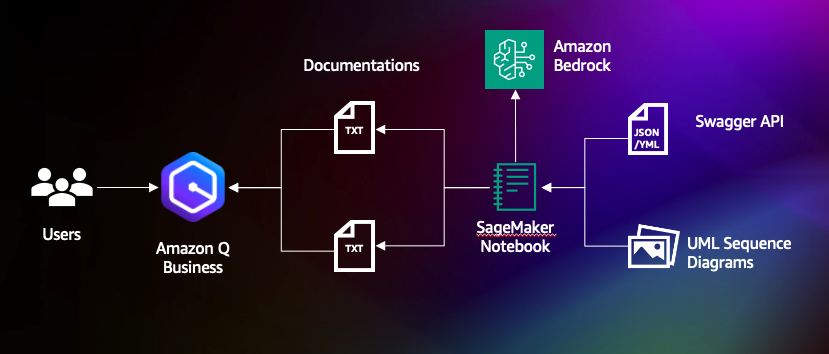 Documentations
Amazon
Bedrock
TXT
JSON
/YML
Swagger API
Users
Amazon Q
Business
TXT
SageMaker
Notebook
UML Sequence
Diagrams